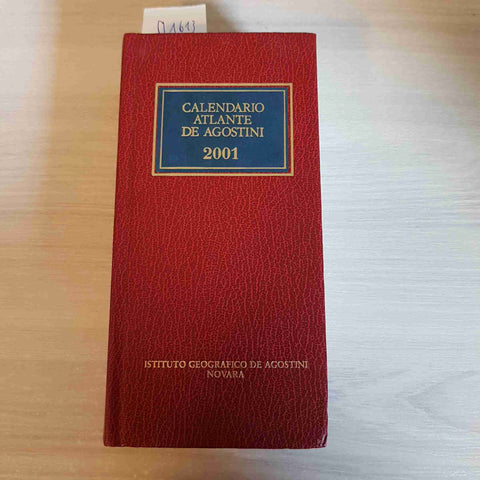 CALENDARIO
ATLANTE
DE AGOSTINI
2001
ISTITUTO GEOGRAFICO DE AGOSTINI
NOVARA